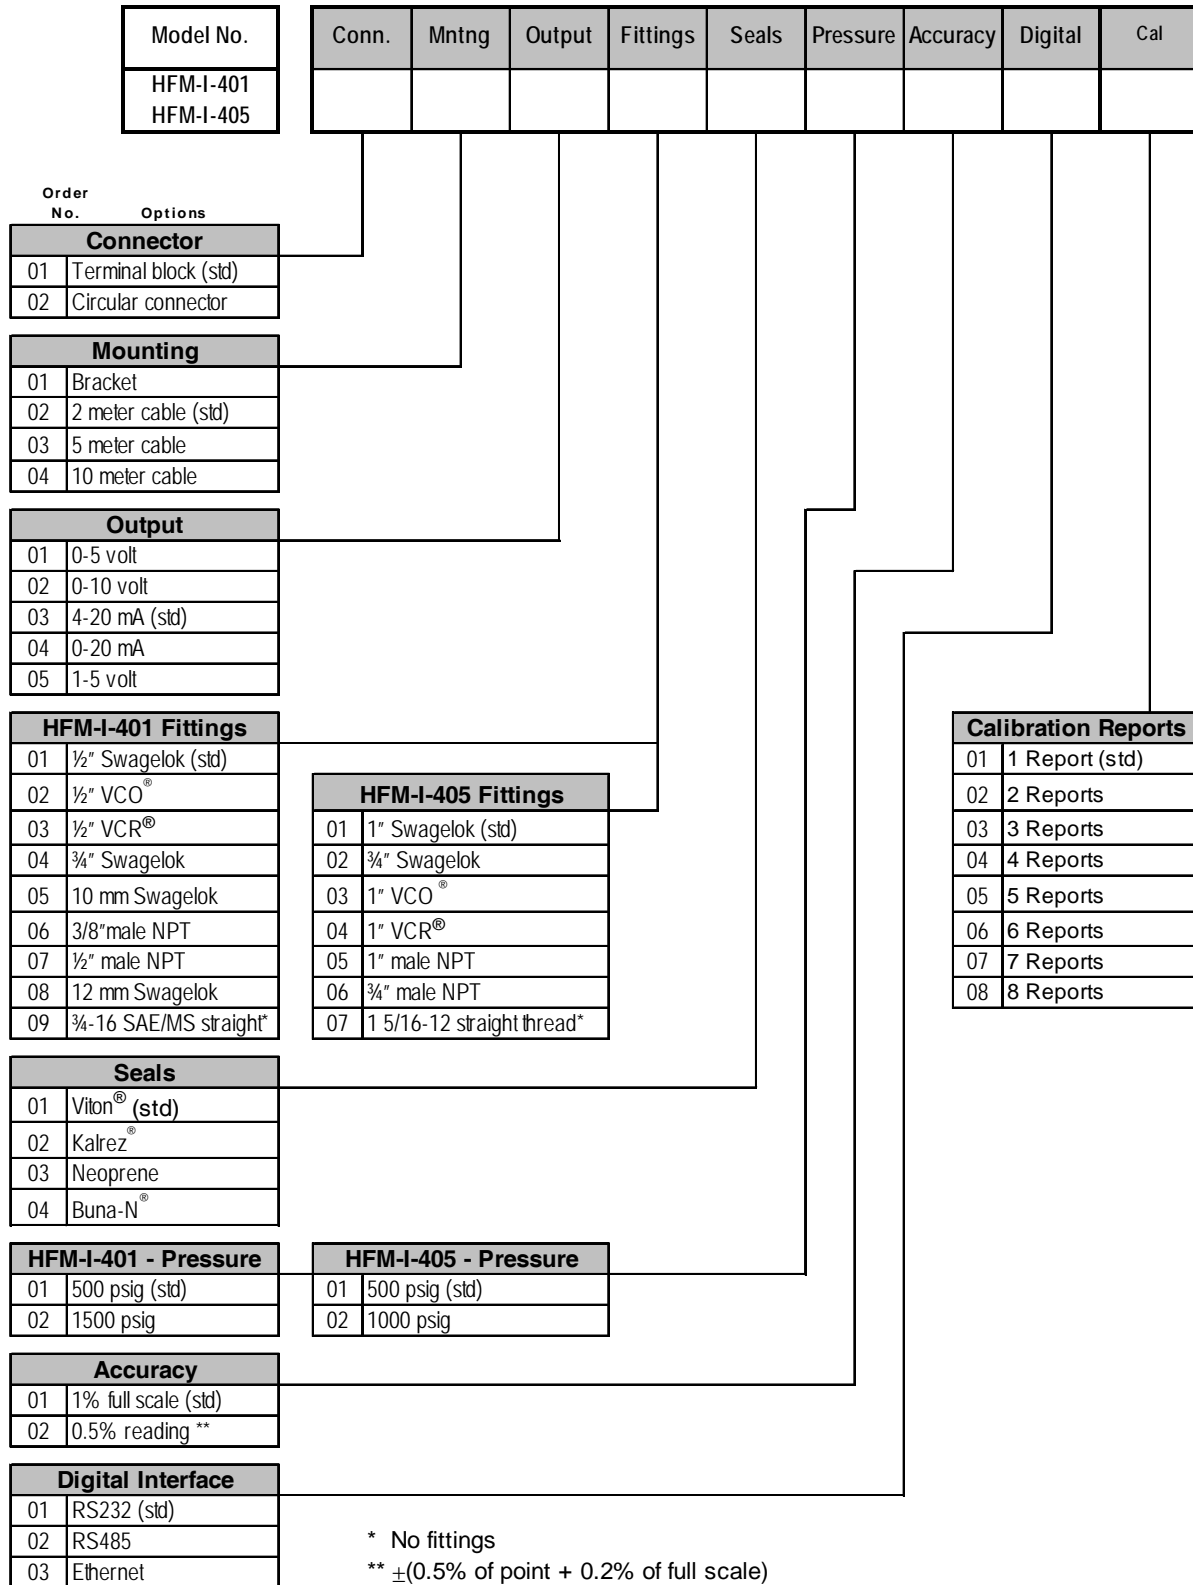 Model No. Conn. Mntng Output Fittings Seals Pressure Accuracy Digital Cal
HFM-I-401
HFM-I-405
Order
No. Options
Connector
01 Terminal block (std)
02 Circular connector
Mounting
01 Bracket
02 2 meter cable (std)
03 5 meter cable
04 10 meter cable
Output
01 0-5 volt
02 0-10 volt
03 4-20 mA (std)
04 0-20 mA
05 1-5 volt
HFM-I-401 Fittings
01 ½" Swagelok (std)
02 ½" VCO®
03 ½" VCR®
04 ¾" Swagelok
05 10 mm Swagelok
06 3/8"male NPT
07 ½" male NPT
08 12 mm Swagelok
09 ¾-16 SAE/MS straight*
HFM-I-405 Fittings
01 1" Swagelok (std)
02 ¾" Swagelok
03 1" VCO ®
04 1" VCR®
05 1" male NPT
06 ¾" male NPT
07 1 5/16-12 straight thread*
Calibration Reports
01 1 Report (std)
02 2 Reports
03 3 Reports
04 4 Reports
05 5 Reports
06 6 Reports
07 7 Reports
08 8 Reports
Seals
01 Viton® (std)
02 Kalrez®
03 Neoprene
04 Buna-N®
HFM-I-401 - Pressure
01 500 psig (std)
02 1500 psig
HFM-I-405 - Pressure
01 500 psig (std)
02 1000 psig
Accuracy
01 1% full scale (std)
02 0.5% reading **
Digital Interface
01 RS232 (std)
02 RS485
03 Ethernet
* No fittings
** ±(0.5% of point + 0.2% of full scale)